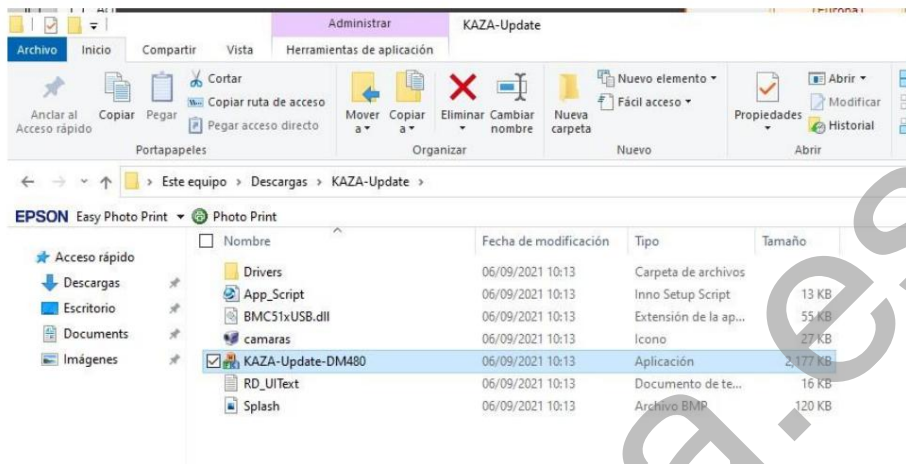 Administrar KAZA-Update
Archivo Inicio Compartir Vista Herramientas de aplicación
Anclar al Acceso rápido
Copiar
Pegar
Cortar
Copiar ruta de acceso
Pegar acceso directo
Portapapeles
Mover a
Copiar a
Eliminar
Cambiar nombre
Organizar
Nueva carpeta
Nuevo elemento
Fácil acceso
Nuevo
Propiedades
Abrir
Modificar
Historial
Abrir
Este equipo > Descargas > KAZA-Update >
EPSON Easy Photo Print Photo Print
Acceso rápido
Descargas
Escritorio
Documents
Imágenes
Nombre Fecha de modificación Tipo Tamaño
Drivers 06/09/2021 10:13 Carpeta de archivos
App_Script 06/09/2021 10:13 Inno Setup Script 13 KB
BMC51xUSB.dll 06/09/2021 10:13 Extensión de la ap... 55 KB
camaras 06/09/2021 10:13 Icono 27 KB
KAZA-Update-DM480 06/09/2021 10:13 Aplicación 2,177 KB
RD_UIText 06/09/2021 10:13 Documento de te... 16 KB
Splash 06/09/2021 10:13 Archivo BMP 120 KB